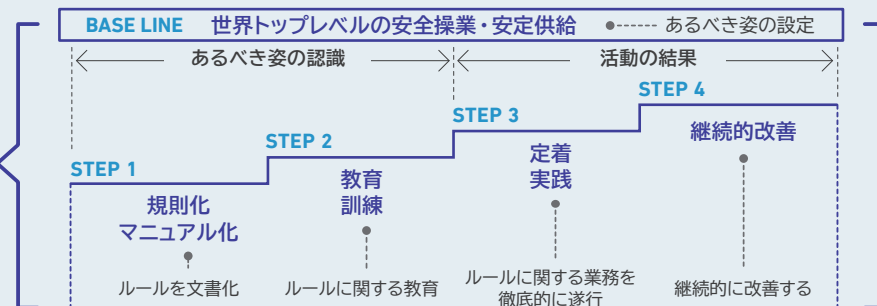 BASE LINE 世界トップレベルの安全操業・安定供給 あるべき姿の設定
あるべき姿の認識
活動の結果
STEP 1
規則化
マニュアル化
ルールを文書化
STEP 2
教育
訓練
ルールに関する教育
STEP 3
定着
実践
ルールに関する業務を
徹底的に遂行
STEP 4
継続的改善
継続的に改善する